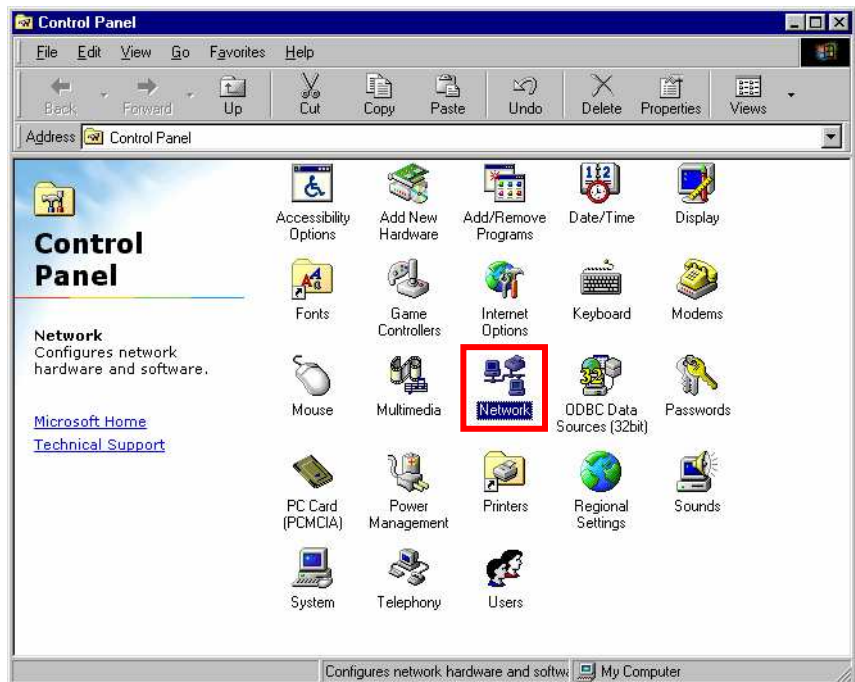 Control Panel
File Edit View Go Favorites Help
Back Forward Up Cut Copy Paste Undo Delete Properties Views
Address Control Panel
Control
Panel
Network
Configures network
hardware and software.
Microsoft Home
Technical Support
Accessibility Options
Add New Hardware
Add/Remove Programs
Date/Time
Display
Fonts
Game Controllers
Internet Options
Keyboard
Modems
Mouse
Multimedia
Network
ODBC Data Sources (32bit)
Passwords
PC Card (PCMCIA)
Power Management
Printers
Regional Settings
Sounds
System
Telephony
Users
Configures network hardware and softw My Computer